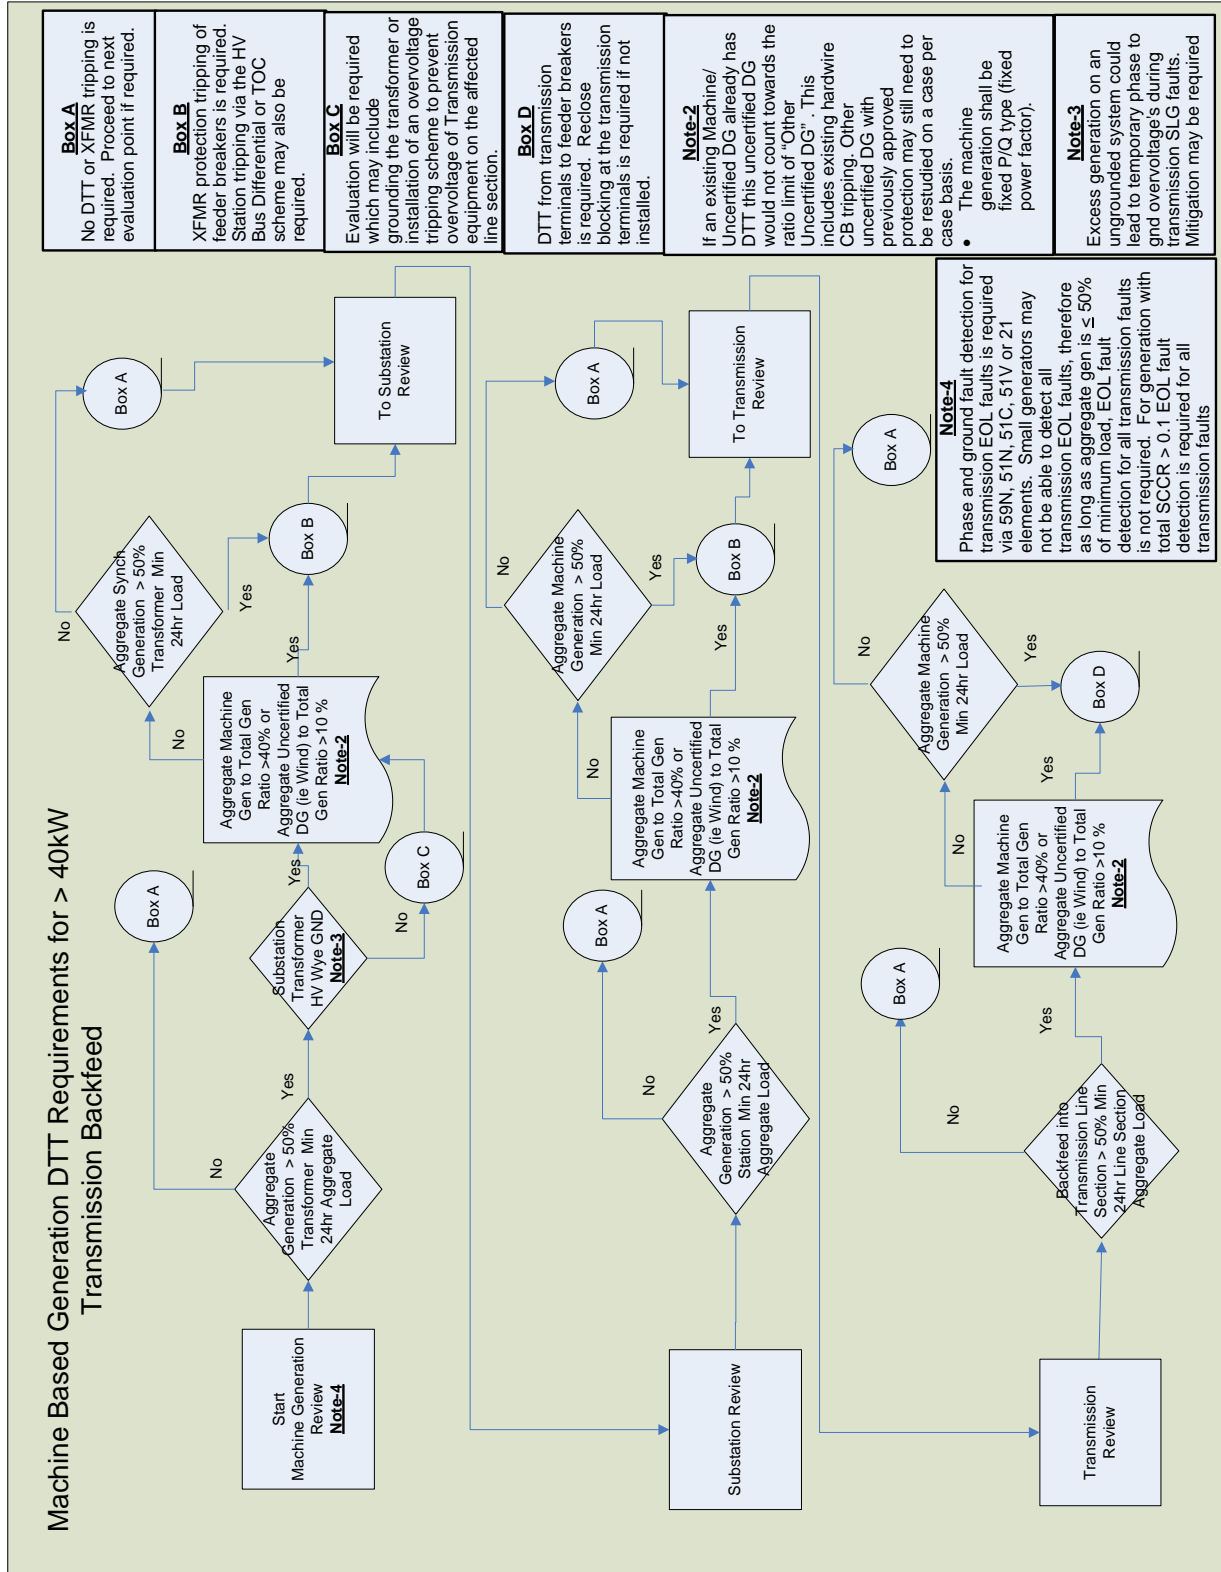 Machine Based Generation DTT Requirements for > 40kW
Transmission Backfeed
Start
Machine Generation
Review
Note-4
Aggregate
Generation > 50%
Transformer Min
24hr Aggregate
Load
No
Yes
Box A
Substation
Transformer
HV Wye GND
Note-3
Yes
No
Box C
Aggregate Machine
Gen to Total Gen
Ratio >40% or
Aggregate Uncertified
DG (ie Wind) to Total
Gen Ratio >10 %
Note-2
No
Yes
Aggregate Synch
Generation > 50%
Transformer Min
24hr Load
No
Yes
Box A
Box B
To Substation
Review
Substation Review
Aggregate
Generation > 50%
Station Min 24hr
Aggregate Load
No
Yes
Box A
Aggregate Machine
Gen to Total Gen
Ratio >40% or
Aggregate Uncertified
DG (ie Wind) to Total
Gen Ratio >10 %
Note-2
No
Yes
Aggregate Machine
Generation > 50%
Min 24hr Load
No
Yes
Box A
Box B
To Transmission
Review
Transmission
Review
Backfeed into
Transmission Line
Section > 50% Min
24hr Line Section
Aggregate Load
No
Yes
Box A
Aggregate Machine
Gen to Total Gen
Ratio >40% or
Aggregate Uncertified
DG (ie Wind) to Total
Gen Ratio >10 %
Note-2
No
Yes
Aggregate Machine
Generation > 50%
Min 24hr Load
No
Yes
Box A
Box D
Box A
No DTT or XFMR tripping is
required. Proceed to next
evaluation point if required.
Box B
XFMR protection tripping of
feeder breakers is required.
Station tripping via the HV
Bus Differential or TOC
scheme may also be
required.
Box C
Evaluation will be required
which may include
grounding the transformer or
installation of an overvoltage
tripping scheme to prevent
overvoltage of Transmission
equipment on the affected
line section.
Box D
DTT from transmission
terminals to feeder breakers
is required. Reclose
blocking at the transmission
terminals is required if not
installed.
Note-2
If an existing Machine/
Uncertified DG already has
DTT this uncertified DG
would not count towards the
ratio limit of "Other
Uncertified DG" . This
includes existing hardwire
CB tripping. Other
uncertified DG with
previously approved
protection may still need to
be restudied on a case per
case basis.
• The machine
generation shall be
fixed P/Q type (fixed
power factor).
Note-3
Excess generation on an
ungrounded system could
lead to temporary phase to
gnd overvoltage's during
transmission SLG faults.
Mitigation may be required
Note-4
Phase and ground fault detection for
transmission EOL faults is required
via 59N, 51N, 51C, 51V or 21
elements. Small generators may
not be able to detect all
transmission EOL faults, therefore
as long as aggregate gen is ≤ 50%
of minimum load, EOL fault
detection for all transmission faults
is not required. For generation with
total SCCR > 0.1 EOL fault
detection is required for all
transmission faults